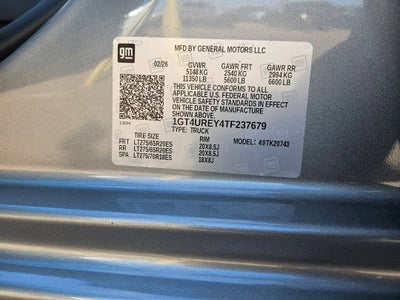 gm
MFD BY GENERAL MOTORS LLC
02/26 GVWR GAWR FRT GAWR RR
5148 KG 2540 KG 2994 KG
11350 LB 5600 LB 6600 LB
THIS VEHICLE CONFORMS TO ALL
APPLICABLE U.S. FEDERAL MOTOR
VEHICLE SAFETY STANDARDS IN EFFECT
ON THE DATE OF MANUFACTURE
SHOWN ABOVE.
1GT4UREY4TF237679
TYPE: TRUCK
TIRE SIZE RIM MODEL: 49TK20743
FRT LT275/65R20ES 20X8.5J
RR LT275/65R20ES 20X8.5J
SPA LT275/70R18ES 18X8J